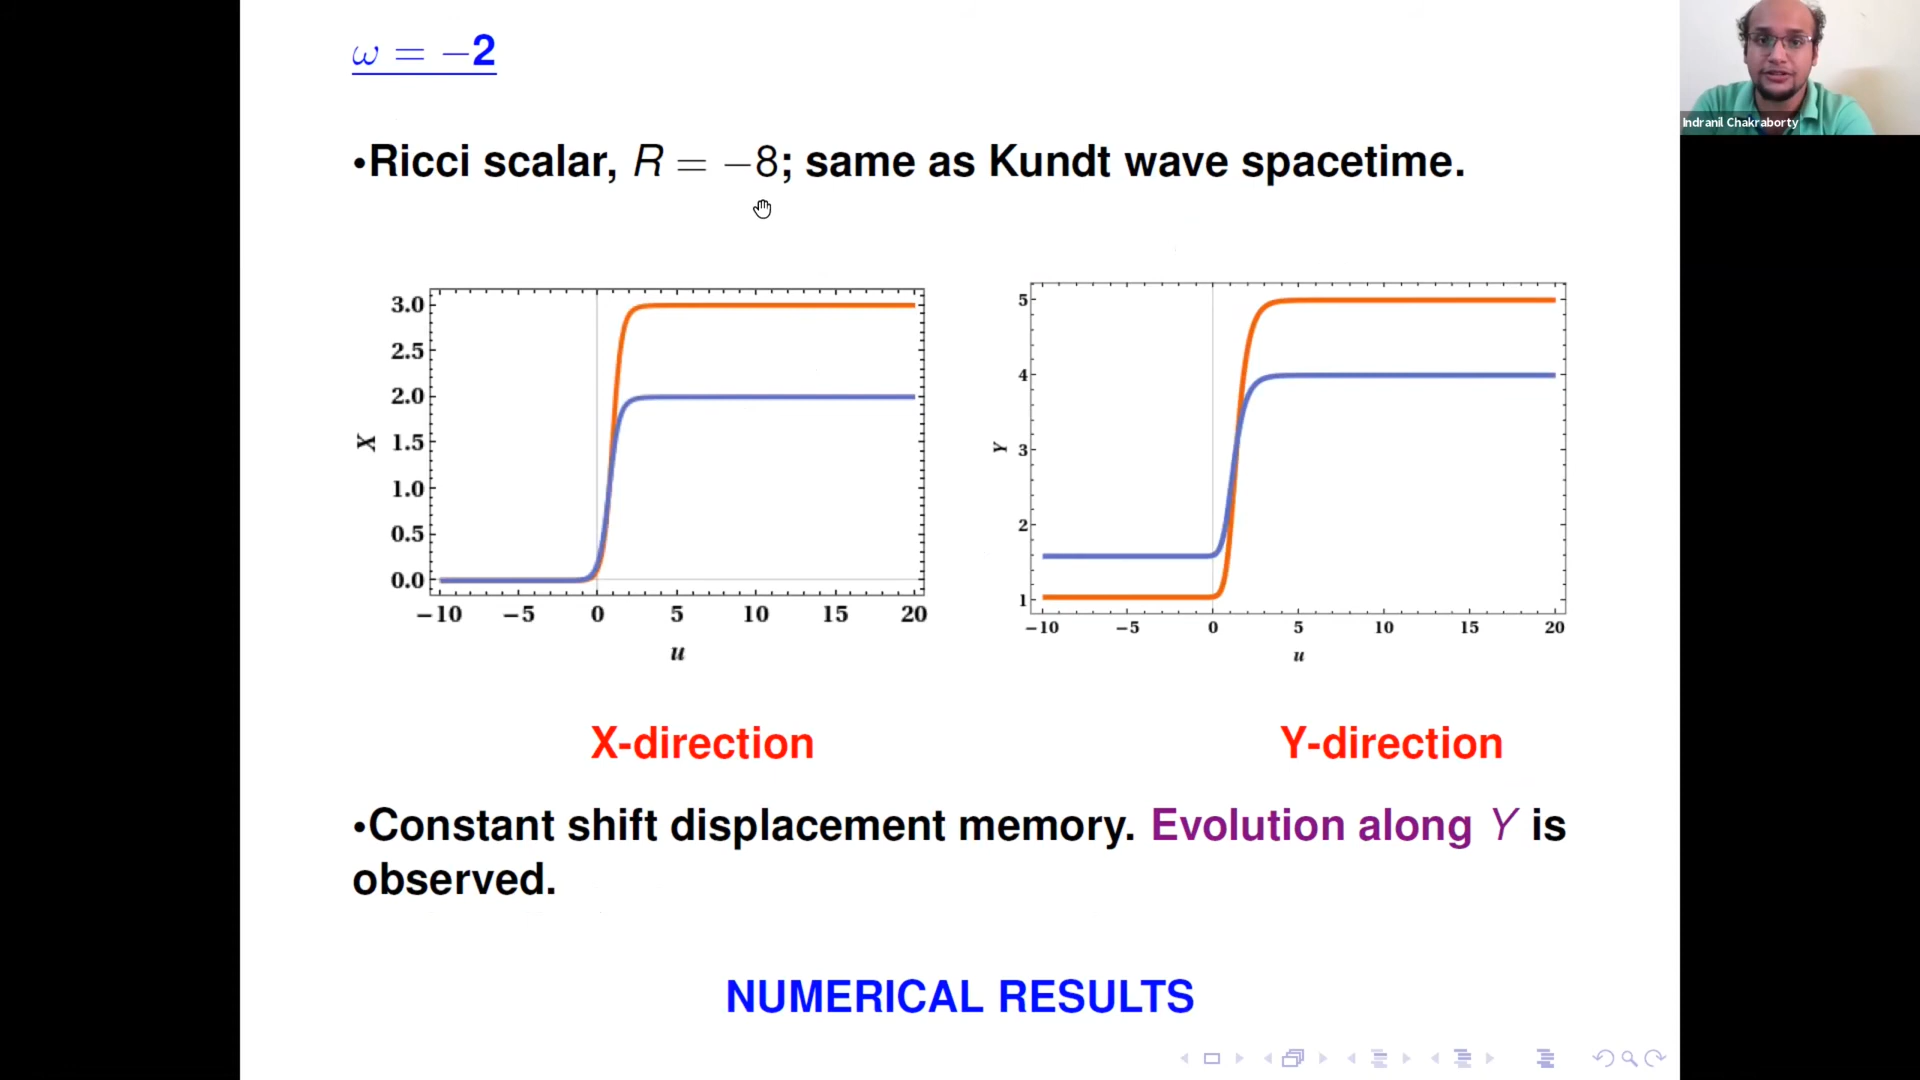 ω = −2
Indranil Chakraborty
•Ricci scalar, R = −8; same as Kundt wave spacetime.
3.0
2.5
2.0
1.5
1.0
0.5
0.0
X
−10 −5 0 5 10 15 20
u
5
4
3
2
1
Y
−10 −5 0 5 10 15 20
u
X-direction
Y-direction
•Constant shift displacement memory. Evolution along Y is
observed.
NUMERICAL RESULTS